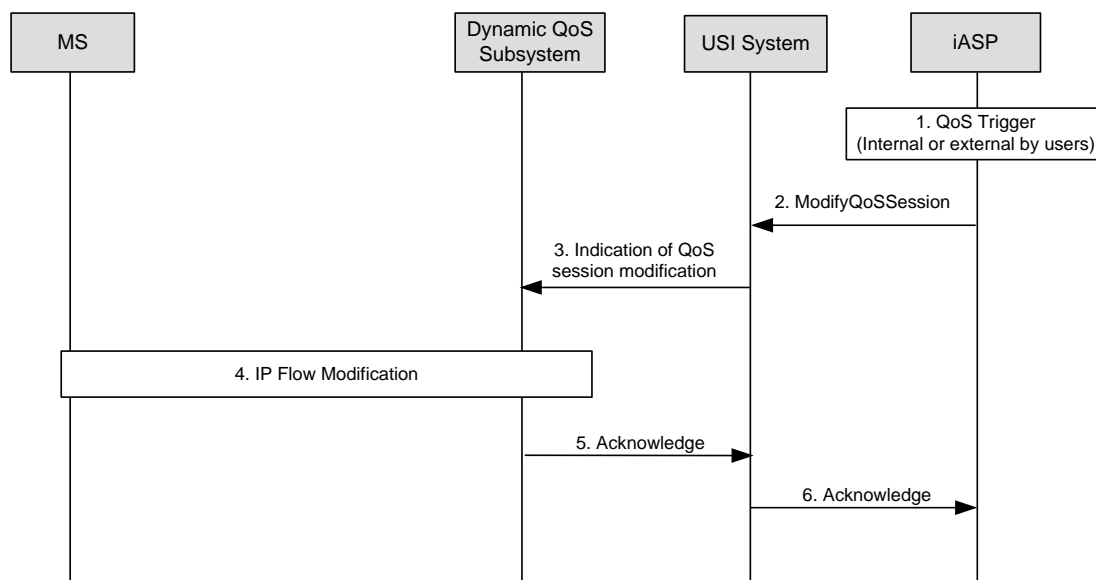 MS
Dynamic QoS
Subsystem
USI System
iASP
1. QoS Trigger
(Internal or external by users)
2. ModifyQoSSession
3. Indication of QoS
session modification
4. IP Flow Modification
5. Acknowledge
6. Acknowledge